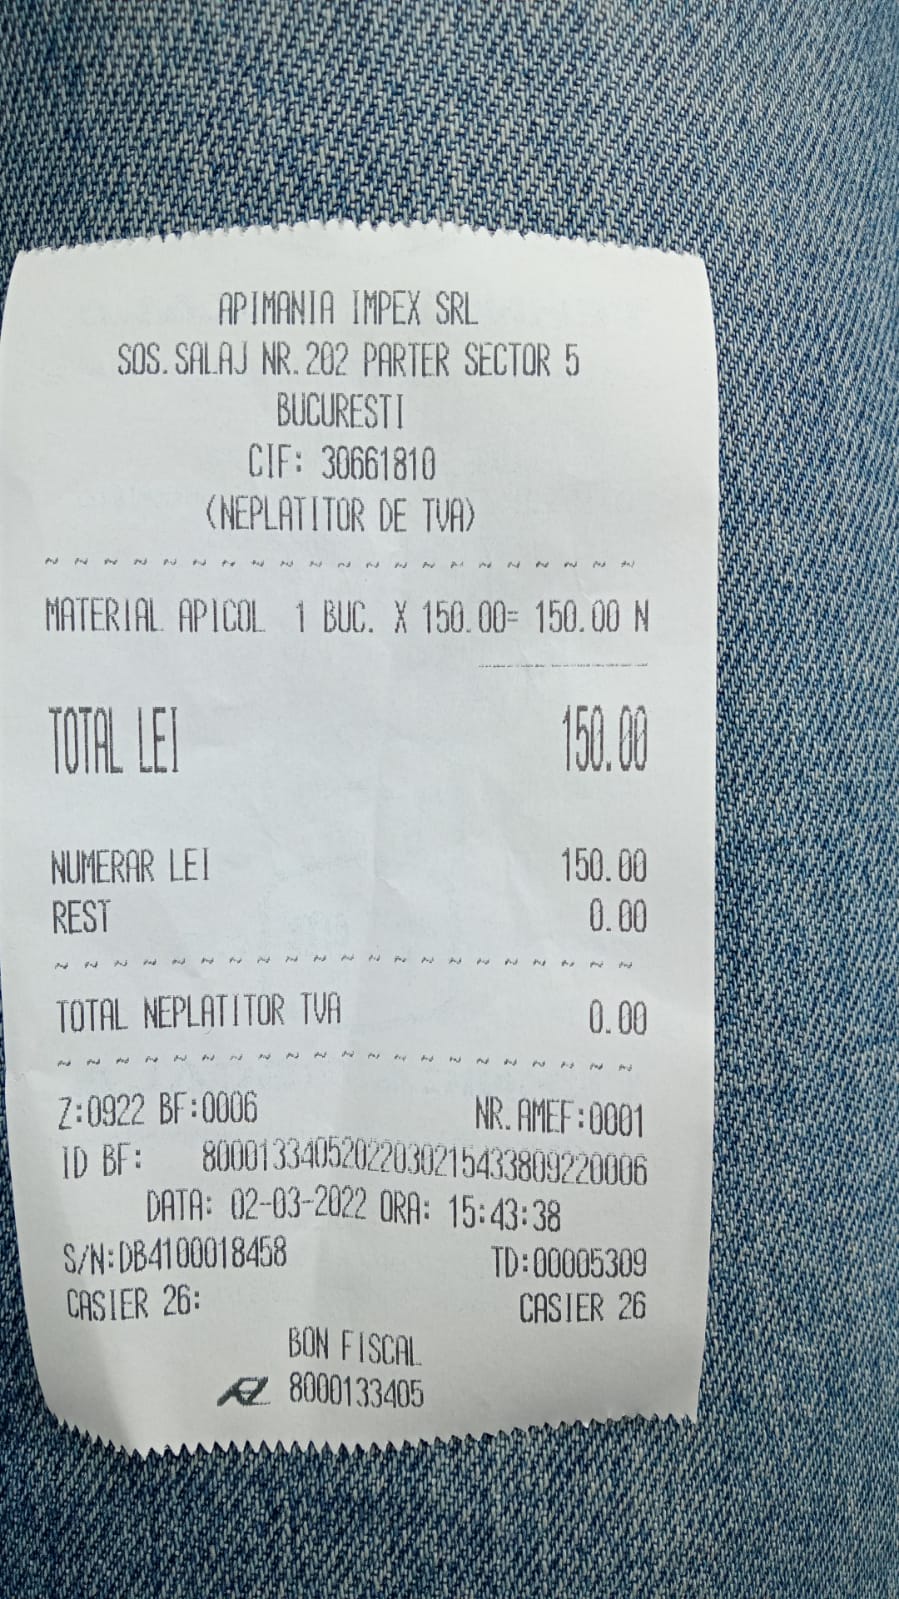 APIMANIA IMPEX SRL
SOS.SALAJ NR.202 PARTER SECTOR 5
BUCURESTI
CIF: 30661810
(NEPLATITOR DE TVA)
~ ~ ~ ~ ~ ~ ~ ~ ~ ~ ~ ~ ~ ~ ~ ~ ~ ~ ~ ~ ~
MATERIAL APICOL 1 BUC. X 150.00= 150.00 N
TOTAL LEI 150.00
NUMERAR LEI 150.00
REST 0.00
~ ~ ~ ~ ~ ~ ~ ~ ~ ~ ~ ~ ~ ~ ~ ~ ~ ~ ~ ~ ~
TOTAL NEPLATITOR TVA 0.00
~ ~ ~ ~ ~ ~ ~ ~ ~ ~ ~ ~ ~ ~ ~ ~ ~ ~ ~ ~ ~
Z:0922 BF:0006 NR.AMEF:0001
ID BF: 80001334052022030215433809220006
DATA: 02-03-2022 ORA: 15:43:38
S/N:DB4100018458 TD:00005309
CASIER 26: CASIER 26
BON FISCAL
8000133405